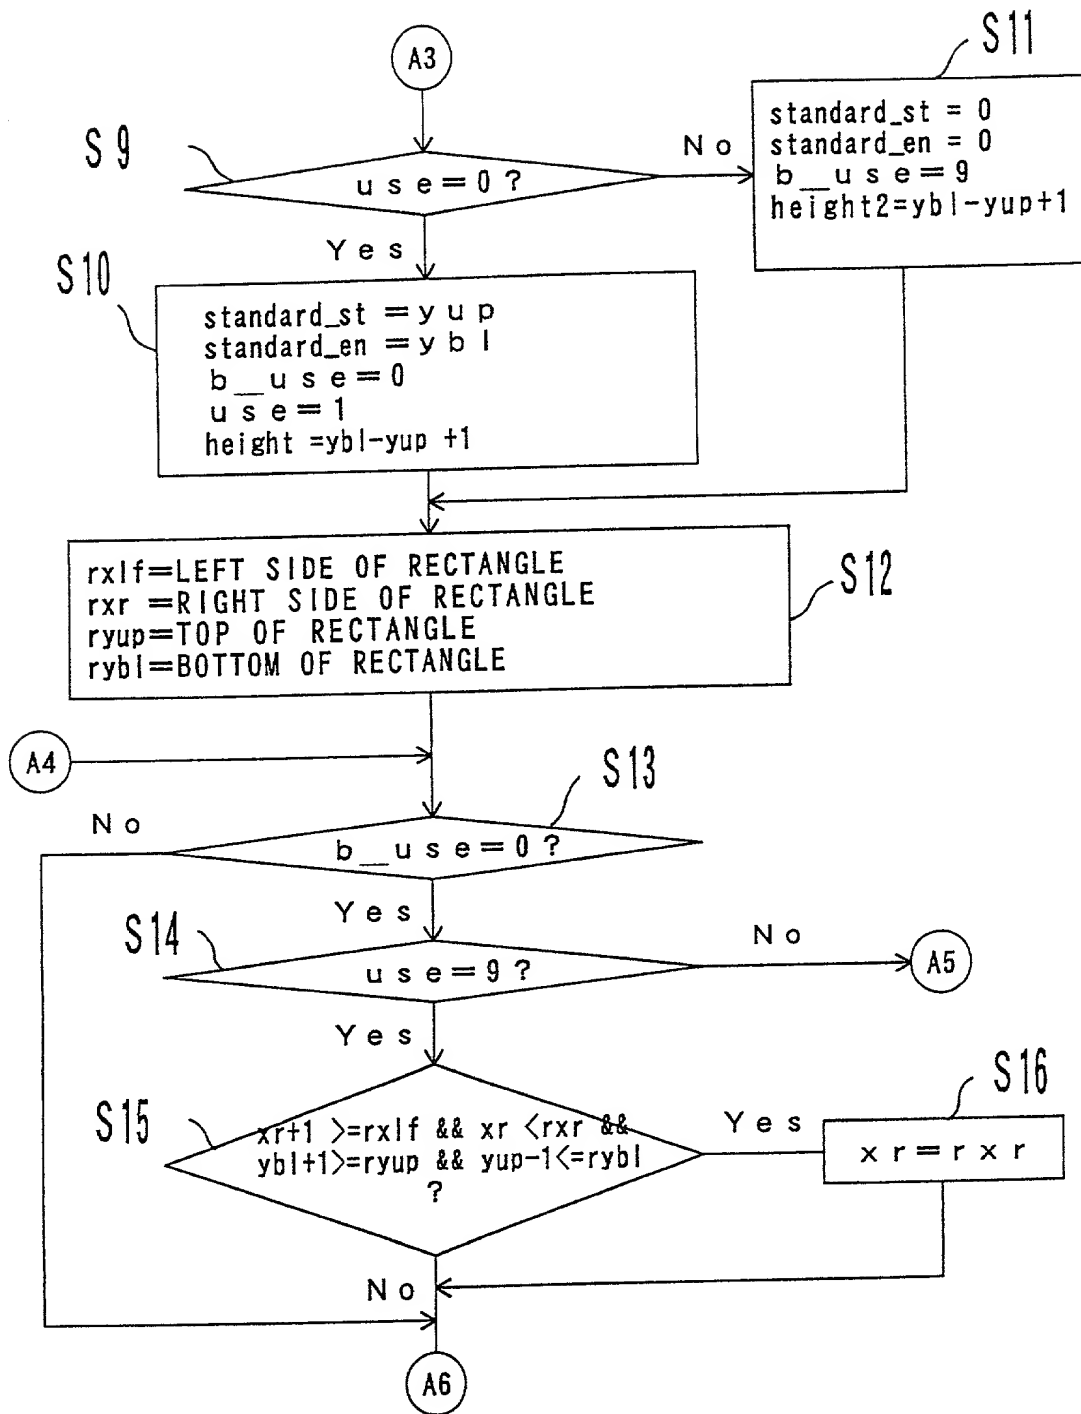 A3
S11
standard_st = 0
standard_en = 0
b_use=9
height2=ybl-yup+1
S9
use=0?
No
Yes
S10
standard_st =yup
standard_en =ybl
b_use=0
use=1
height =ybl-yup +1
rxlf=LEFT SIDE OF RECTANGLE
rxr =RIGHT SIDE OF RECTANGLE
ryup=TOP OF RECTANGLE
rybl=BOTTOM OF RECTANGLE
S12
A4
S13
No
b_use=0?
Yes
S14
use=9?
No
A5
Yes
S15
xr+1 >=rxlf && xr <rxr &&
ybl+1>=ryup && yup-1<=rybl
?
Yes
S16
xr=rxr
No
A6